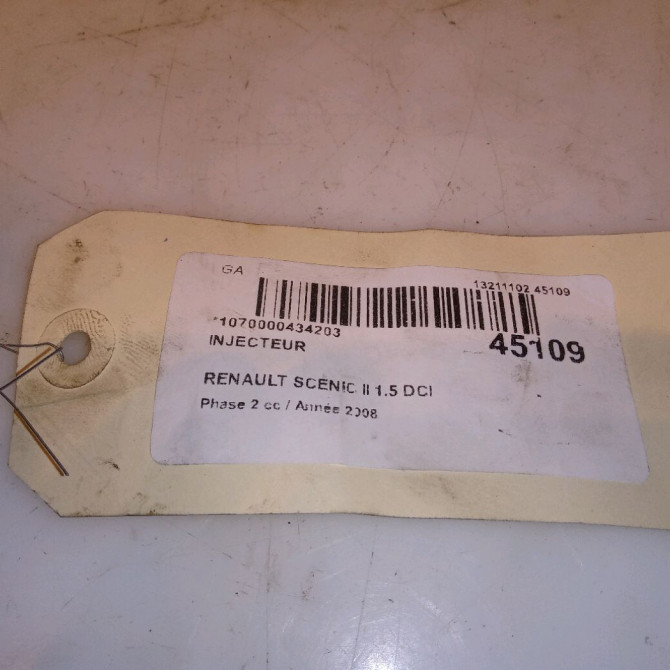 GA
13211102 45109
*1070000434203
45109
INJECTEUR
RENAULT SCENIC II 1.5 DCI
Phase 2 cc / Année 2008